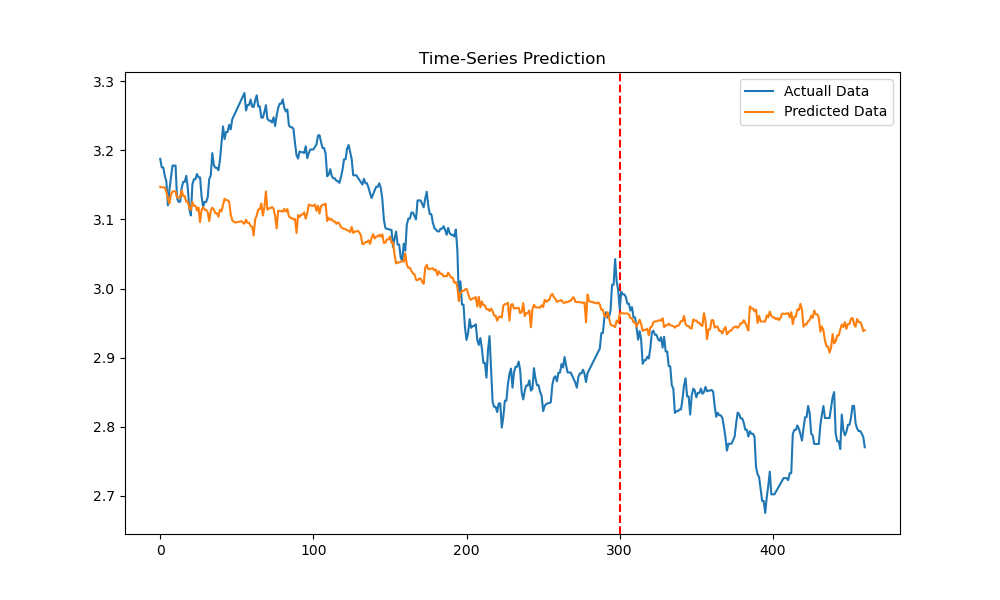 Time-Series Prediction
Actuall Data
Predicted Data
3.3
3.2
3.1
3.0
2.9
2.8
2.7
0 100 200 300 400